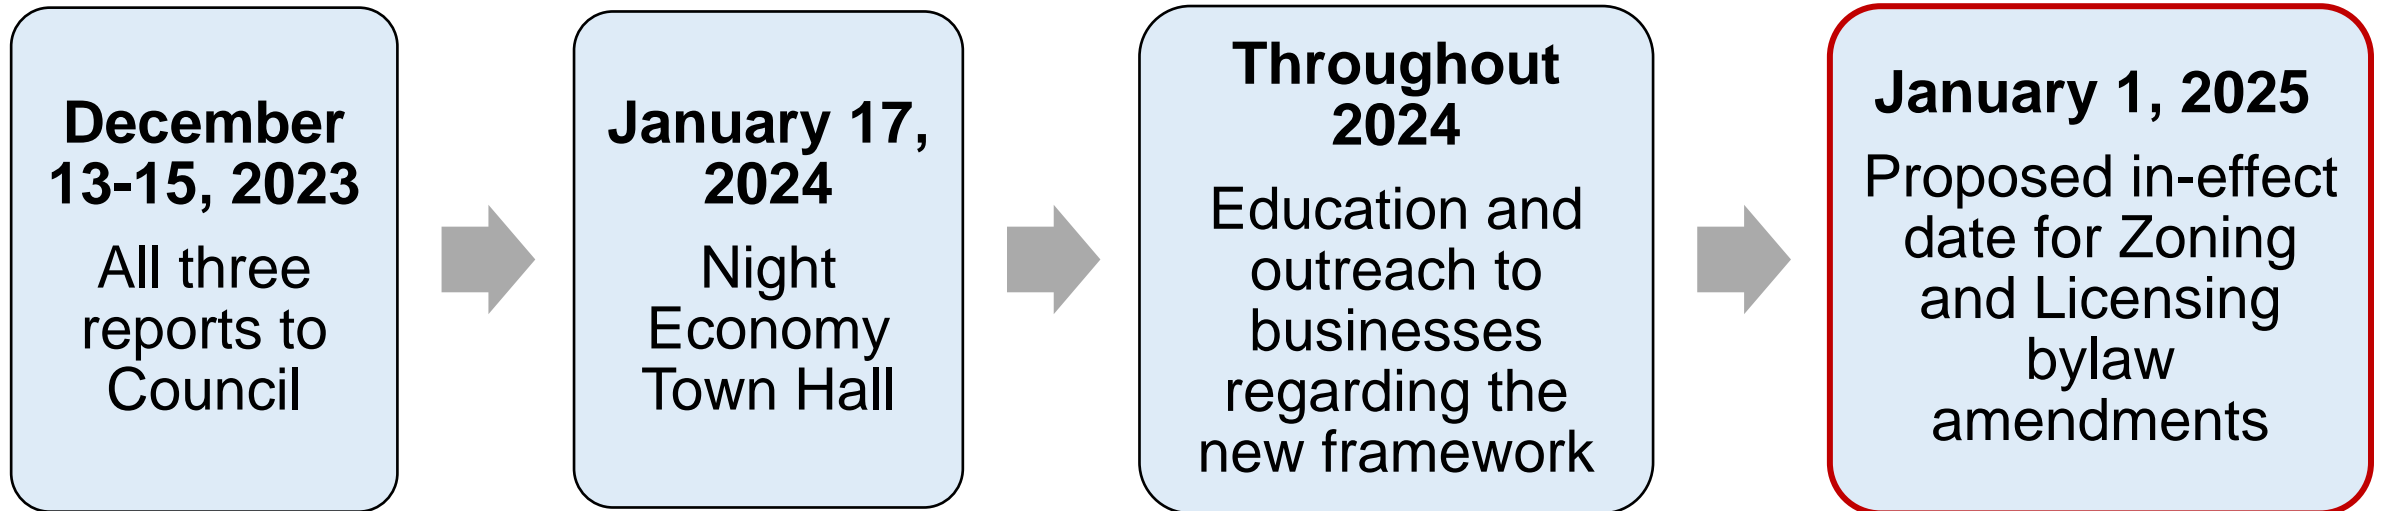 December
13-15, 2023
All three
reports to
Council
January 17,
2024
Night
Economy
Town Hall
Throughout
2024
Education and
outreach to
businesses
regarding the
new framework
January 1, 2025
Proposed in-effect
date for Zoning
and Licensing
bylaw
amendments